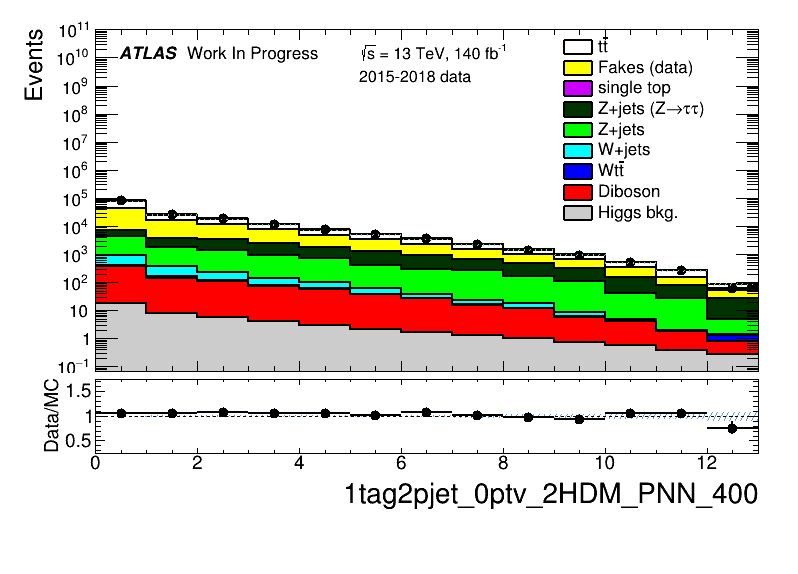 Events
10¹¹
10¹⁰
10⁹
10⁸
10⁷
10⁶
10⁵
10⁴
10³
10²
10
1
10⁻¹
ATLAS Work In Progress
√s = 13 TeV, 140 fb⁻¹
2015-2018 data
tt̄
Fakes (data)
single top
Z+jets (Z→ττ)
Z+jets
W+jets
Wtt̄
Diboson
Higgs bkg.
Data/MC
1.5
1
0.5
0 2 4 6 8 10 12
1tag2pjet_0ptv_2HDM_PNN_400